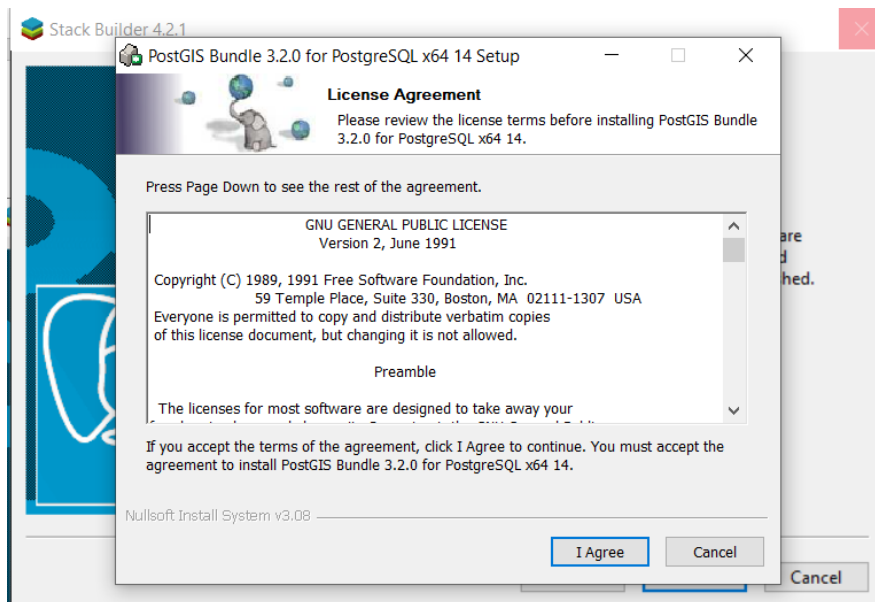 Stack Builder 4.2.1
PostGIS Bundle 3.2.0 for PostgreSQL x64 14 Setup
License Agreement
Please review the license terms before installing PostGIS Bundle
3.2.0 for PostgreSQL x64 14.
Press Page Down to see the rest of the agreement.
GNU GENERAL PUBLIC LICENSE
Version 2, June 1991
Copyright (C) 1989, 1991 Free Software Foundation, Inc.
59 Temple Place, Suite 330, Boston, MA 02111-1307 USA
Everyone is permitted to copy and distribute verbatim copies
of this license document, but changing it is not allowed.
Preamble
The licenses for most software are designed to take away your
are
hed.
If you accept the terms of the agreement, click I Agree to continue. You must accept the
agreement to install PostGIS Bundle 3.2.0 for PostgreSQL x64 14.
Nullsoft Install System v3.08
I Agree
Cancel
Cancel